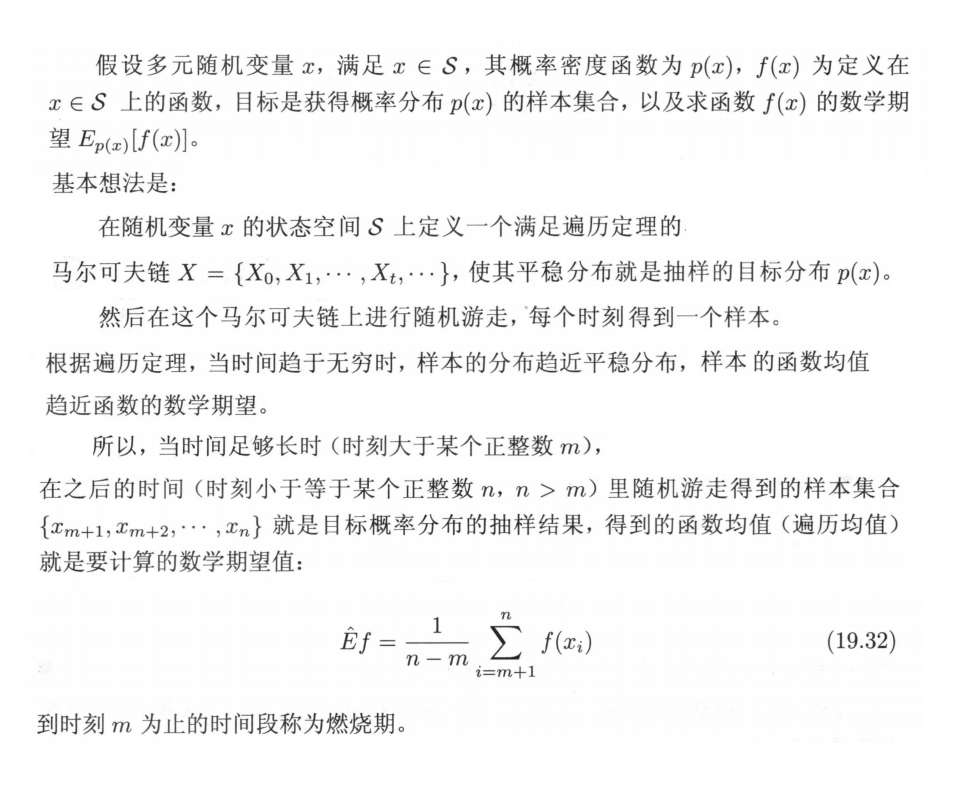 假设多元随机变量 x，满足 x ∈ S，其概率密度函数为 p(x)，f(x) 为定义在
x ∈ S 上的函数，目标是获得概率分布 p(x) 的样本集合，以及求函数 f(x) 的数学期
望 E_{p(x)}[f(x)]。
基本想法是：
在随机变量 x 的状态空间 S 上定义一个满足遍历定理的
马尔可夫链 X = {X_0, X_1, ⋯ , X_t, ⋯}，使其平稳分布就是抽样的目标分布 p(x)。
然后在这个马尔可夫链上进行随机游走，每个时刻得到一个样本。
根据遍历定理，当时间趋于无穷时，样本的分布趋近平稳分布，样本 的函数均值
趋近函数的数学期望。
所以，当时间足够长时（时刻大于某个正整数 m），
在之后的时间（时刻小于等于某个正整数 n，n > m）里随机游走得到的样本集合
{x_{m+1}, x_{m+2}, ⋯ , x_n} 就是目标概率分布的抽样结果，得到的函数均值（遍历均值）
就是要计算的数学期望值：
Êf = \frac{1}{n − m} \sum_{i=m+1}^{n} f(x_i) (19.32)
到时刻 m 为止的时间段称为燃烧期。